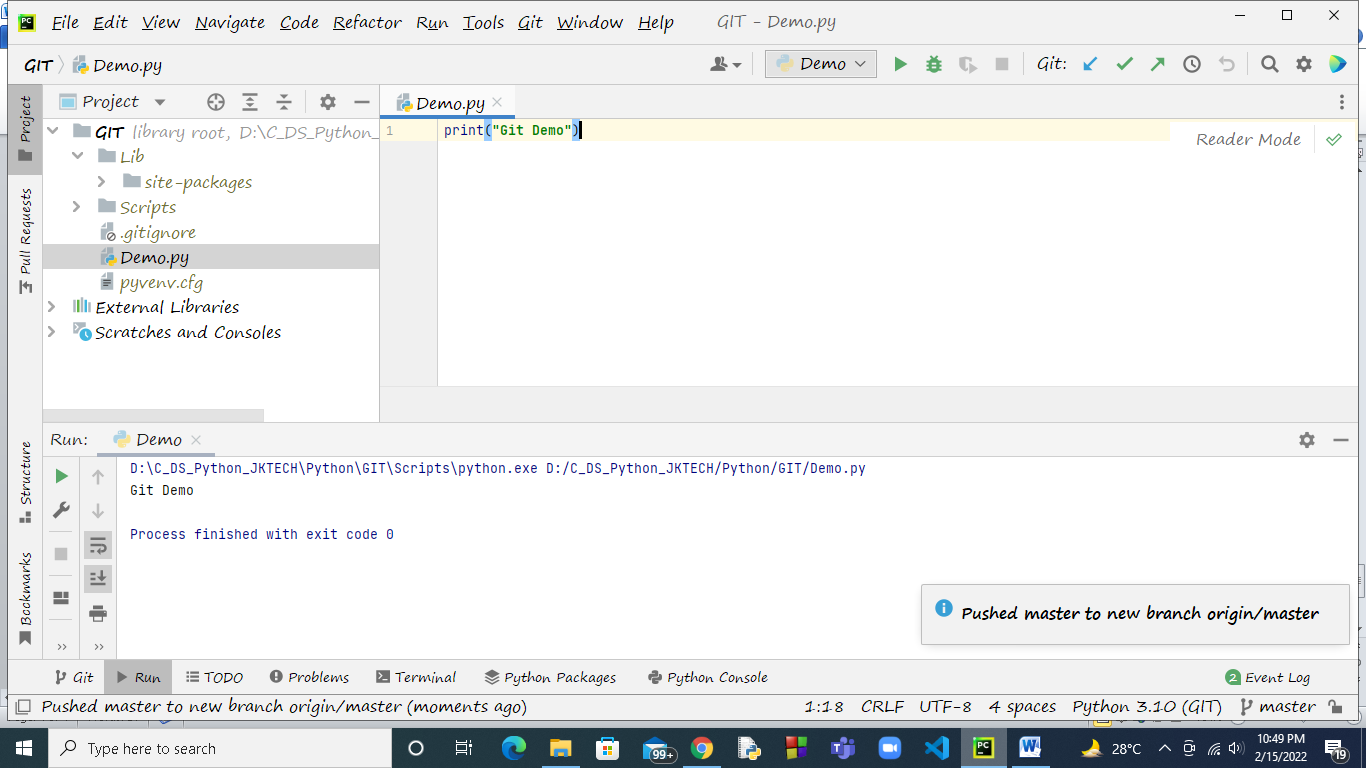 PC File Edit View Navigate Code Refactor Run Tools Git Window Help GIT - Demo.py
GIT Demo.py Demo Git:
Project
Demo.py
GIT library root, D:\C_DS_Python_
Lib
site-packages
Scripts
.gitignore
Demo.py
pyvenv.cfg
External Libraries
Scratches and Consoles
1 print("Git Demo")
Reader Mode
Project
Pull Requests
Structure
Bookmarks
Run: Demo
D:\C_DS_Python_JKTECH\Python\GIT\Scripts\python.exe D:/C_DS_Python_JKTECH/Python/GIT/Demo.py
Git Demo
Process finished with exit code 0
Pushed master to new branch origin/master
Git Run TODO Problems Terminal Python Packages Python Console 2 Event Log
Pushed master to new branch origin/master (moments ago) 1:18 CRLF UTF-8 4 spaces Python 3.10 (GIT) master
Type here to search 99+ PC W 28°C 10:49 PM
2/15/2022 19